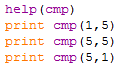 help(cmp)
print cmp(1,5)
print cmp(5,5)
print cmp(5,1)